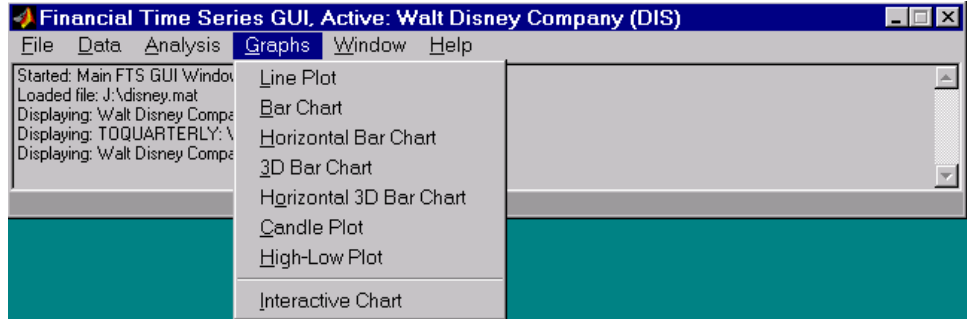 Financial Time Series GUI, Active: Walt Disney Company (DIS)
File Data Analysis Graphs Window Help
Started: Main FTS GUI Window
Loaded file: J:\disney.mat
Displaying: Walt Disney Compa
Displaying: TOQUARTERLY: \
Displaying: Walt Disney Compa
Line Plot
Bar Chart
Horizontal Bar Chart
3D Bar Chart
Horizontal 3D Bar Chart
Candle Plot
High-Low Plot
Interactive Chart